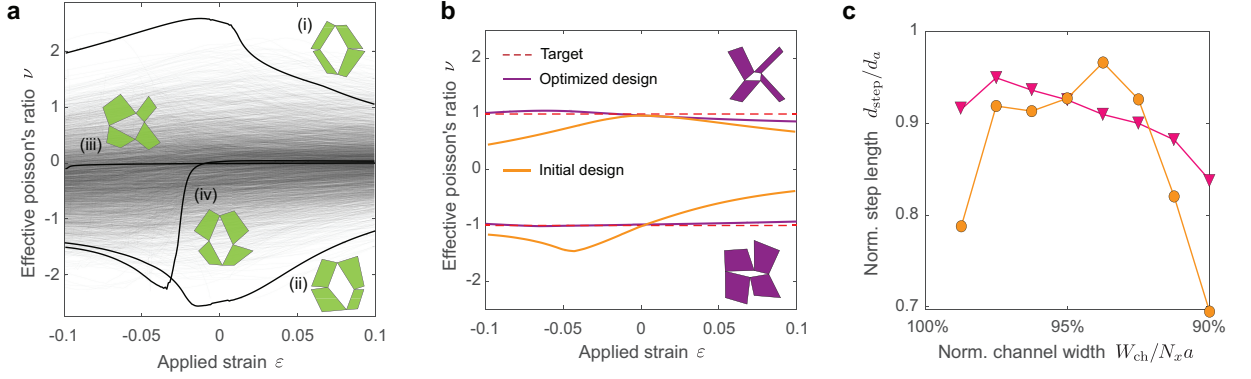 a
Effective poisson's ratio ν
2
1
0
-1
-2
-0.1
-0.05
0
0.05
0.1
Applied strain ε
(i)
(iii)
(iv)
(ii)
b
Effective poisson's ratio ν
2
1
0
-1
-2
-0.1
-0.05
0
0.05
0.1
Applied strain ε
Target
Optimized design
Initial design
c
Norm. step length d_step/d_a
1
0.9
0.8
0.7
100%
95%
90%
Norm. channel width W_ch/N_x a